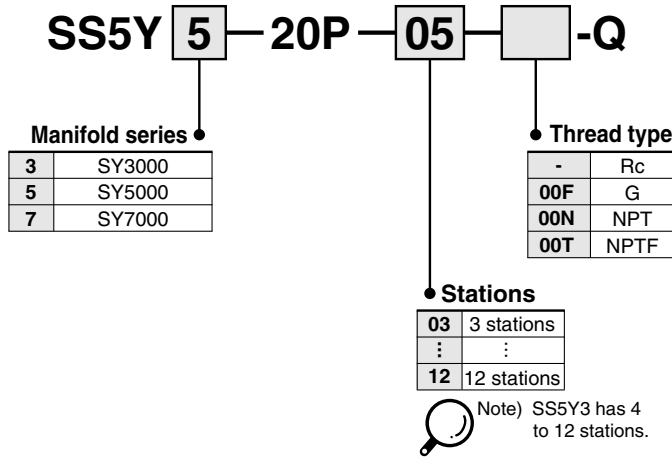 SS5Y 5 — 20P — 05 — -Q
Manifold series
3 SY3000
5 SY5000
7 SY7000
Thread type
- Rc
00F G
00N NPT
00T NPTF
Stations
03 3 stations
⋮ ⋮
12 12 stations
Note) SS5Y3 has 4
to 12 stations.